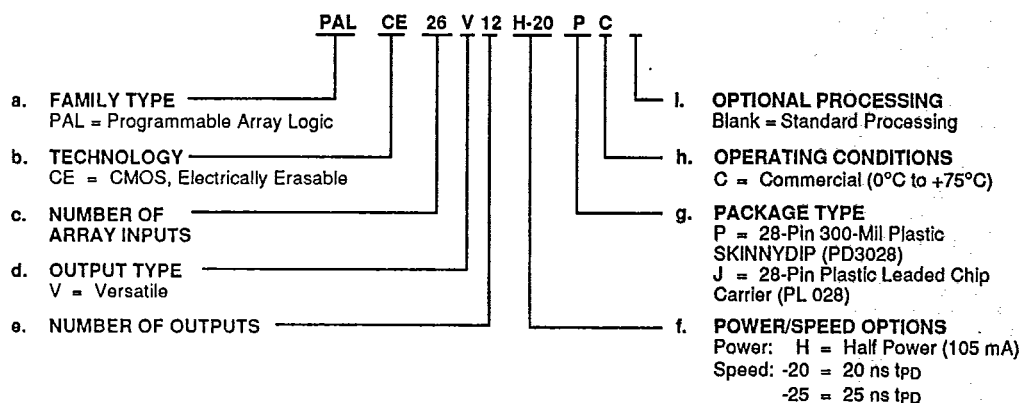 PAL CE 26 V 12 H-20 P C
a. FAMILY TYPE
PAL = Programmable Array Logic
b. TECHNOLOGY
CE = CMOS, Electrically Erasable
c. NUMBER OF
ARRAY INPUTS
d. OUTPUT TYPE
V = Versatile
e. NUMBER OF OUTPUTS
i. OPTIONAL PROCESSING
Blank = Standard Processing
h. OPERATING CONDITIONS
C = Commercial (0°C to +75°C)
g. PACKAGE TYPE
P = 28-Pin 300-Mil Plastic
SKINNYDIP (PD3028)
J = 28-Pin Plastic Leaded Chip
Carrier (PL 028)
f. POWER/SPEED OPTIONS
Power: H = Half Power (105 mA)
Speed: -20 = 20 ns tPD
-25 = 25 ns tPD